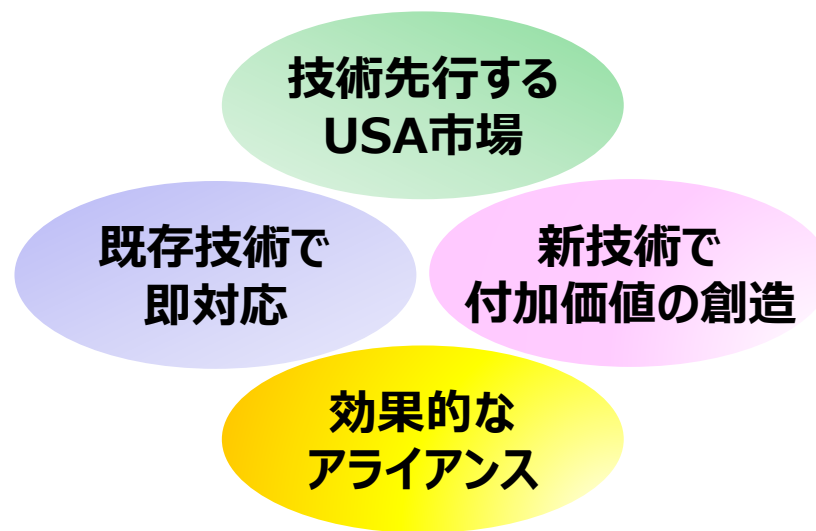 技術先行する
USA市場
既存技術で
即対応
新技術で
付加価値の創造
効果的な
アライアンス